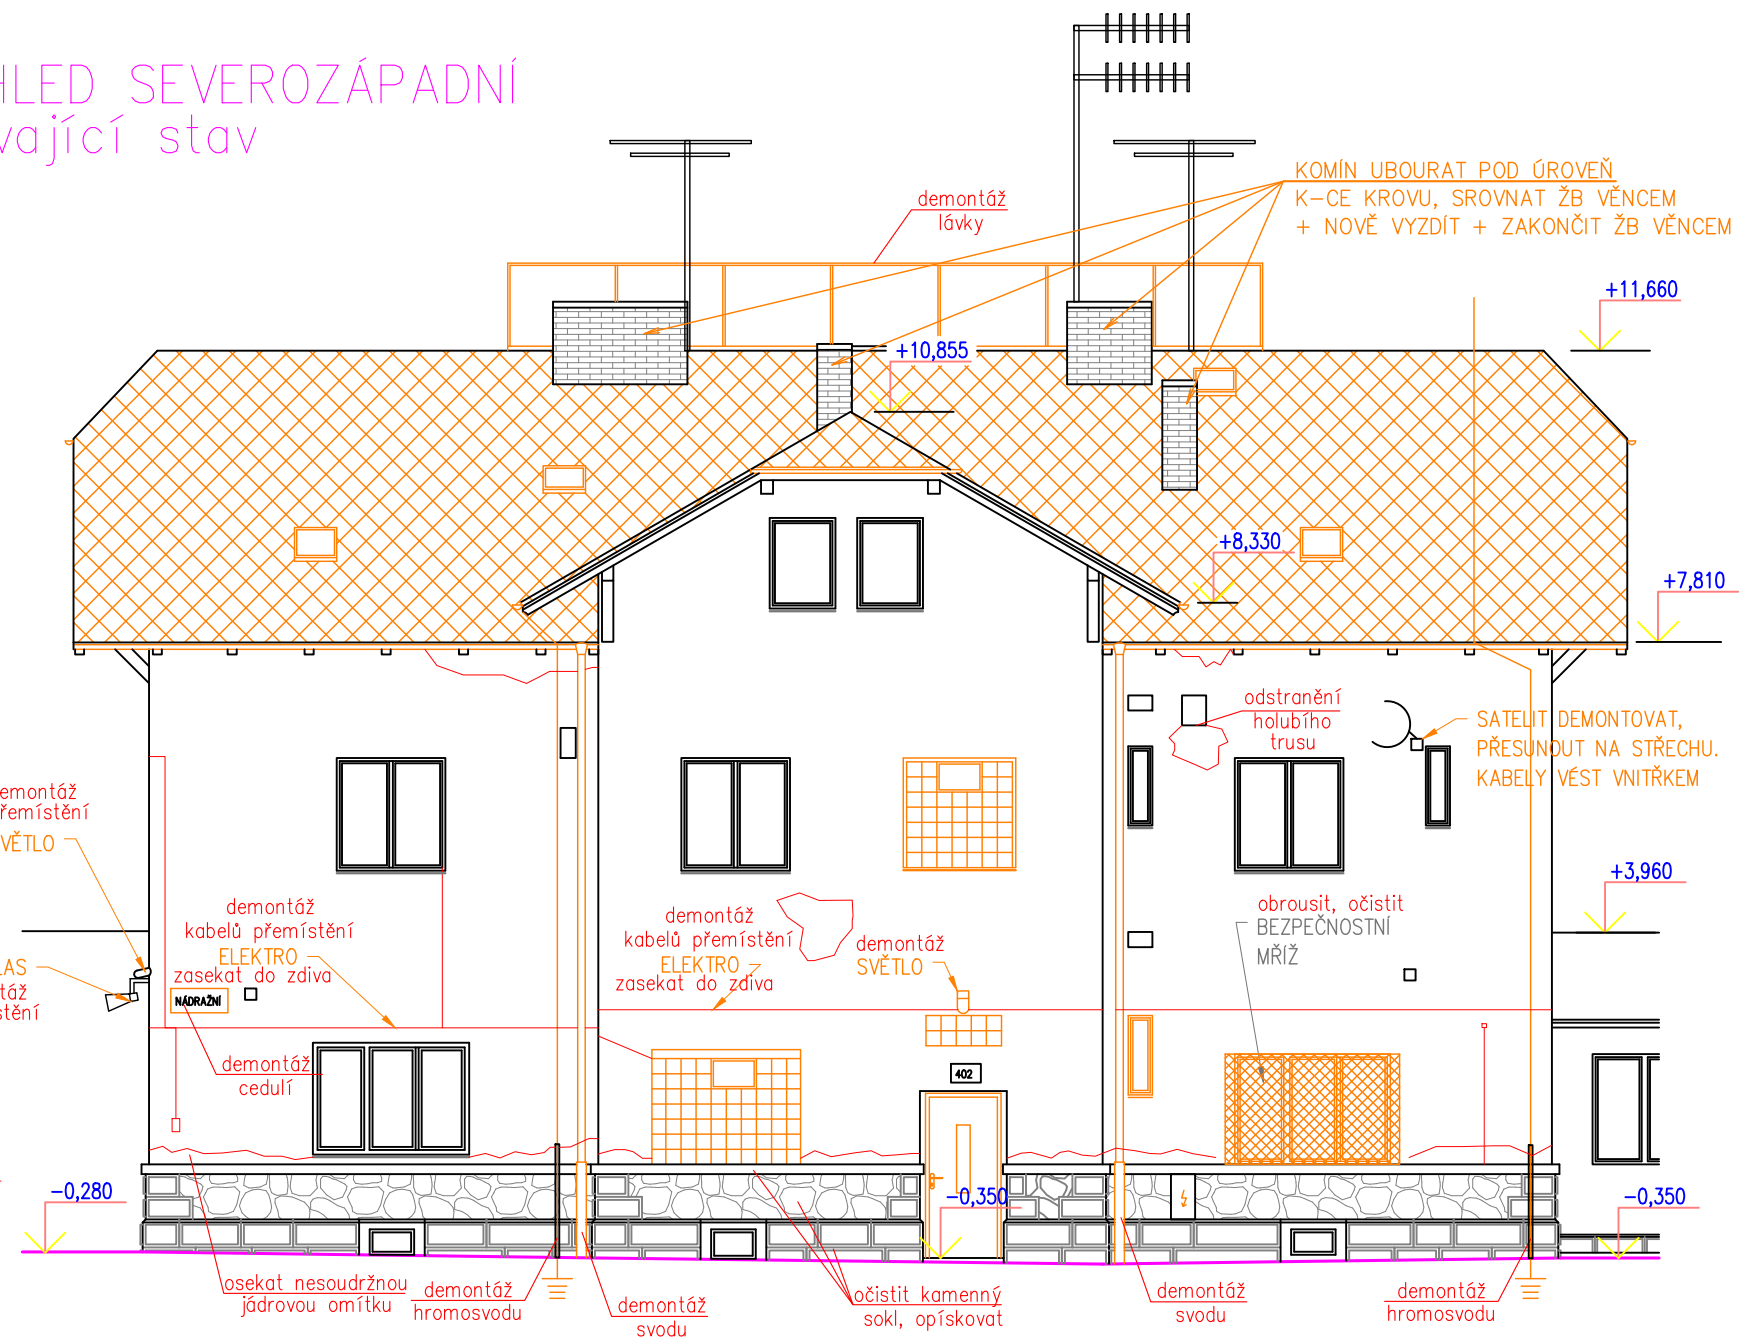 HLED SEVEROZÁPADNÍ
vající stav
demontáž
lávky
KOMÍN UBOURAT POD ÚROVEŇ
K-CE KROVU, SROVNAT ŽB VĚNCEM
+ NOVĚ VYZDÍT + ZAKONČIT ŽB VĚNCEM
+11,660
+10,855
+8,330
+7,810
odstranění
holubího
trusu
SATELIT DEMONTOVAT,
PŘESUNOUT NA STŘECHU.
KABELY VÉST VNITŘKEM
emontáž
řemístění
VĚTLO
+3,960
demontáž
kabelů přemístění
ELEKTRO
zasekat do zdiva
demontáž
kabelů přemístění
ELEKTRO
zasekat do zdiva
demontáž
SVĚTLO
obrousit, očistit
BEZPEČNOSTNÍ
MŘÍŽ
LAS
táž
stění
NÁDRAŽNÍ
demontáž
cedulí
402
-0,280
-0,350
-0,350
osekat nesoudržnou
jádrovou omítku
demontáž
hromosvodu
demontáž
svodu
očistit kamenný
sokl, opískovat
demontáž
svodu
demontáž
hromosvodu